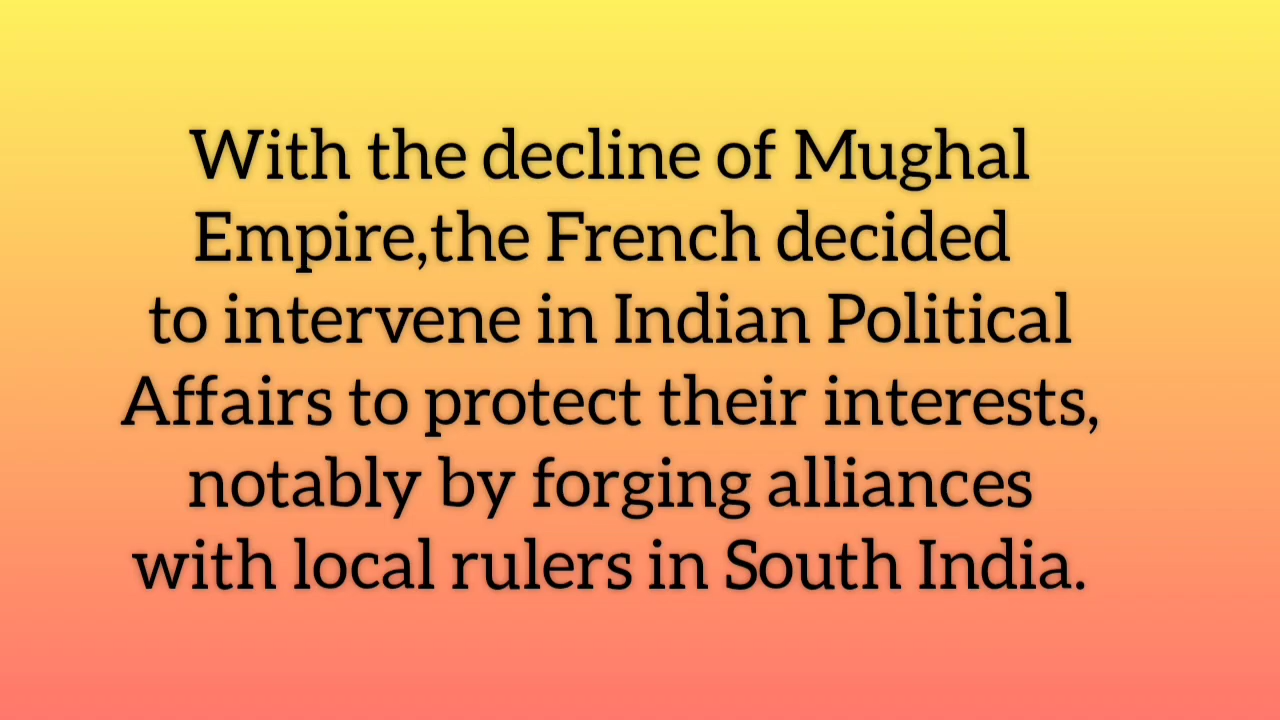 With the decline of Mughal
Empire,the French decided
to intervene in Indian Political
Affairs to protect their interests,
notably by forging alliances
with local rulers in South India.